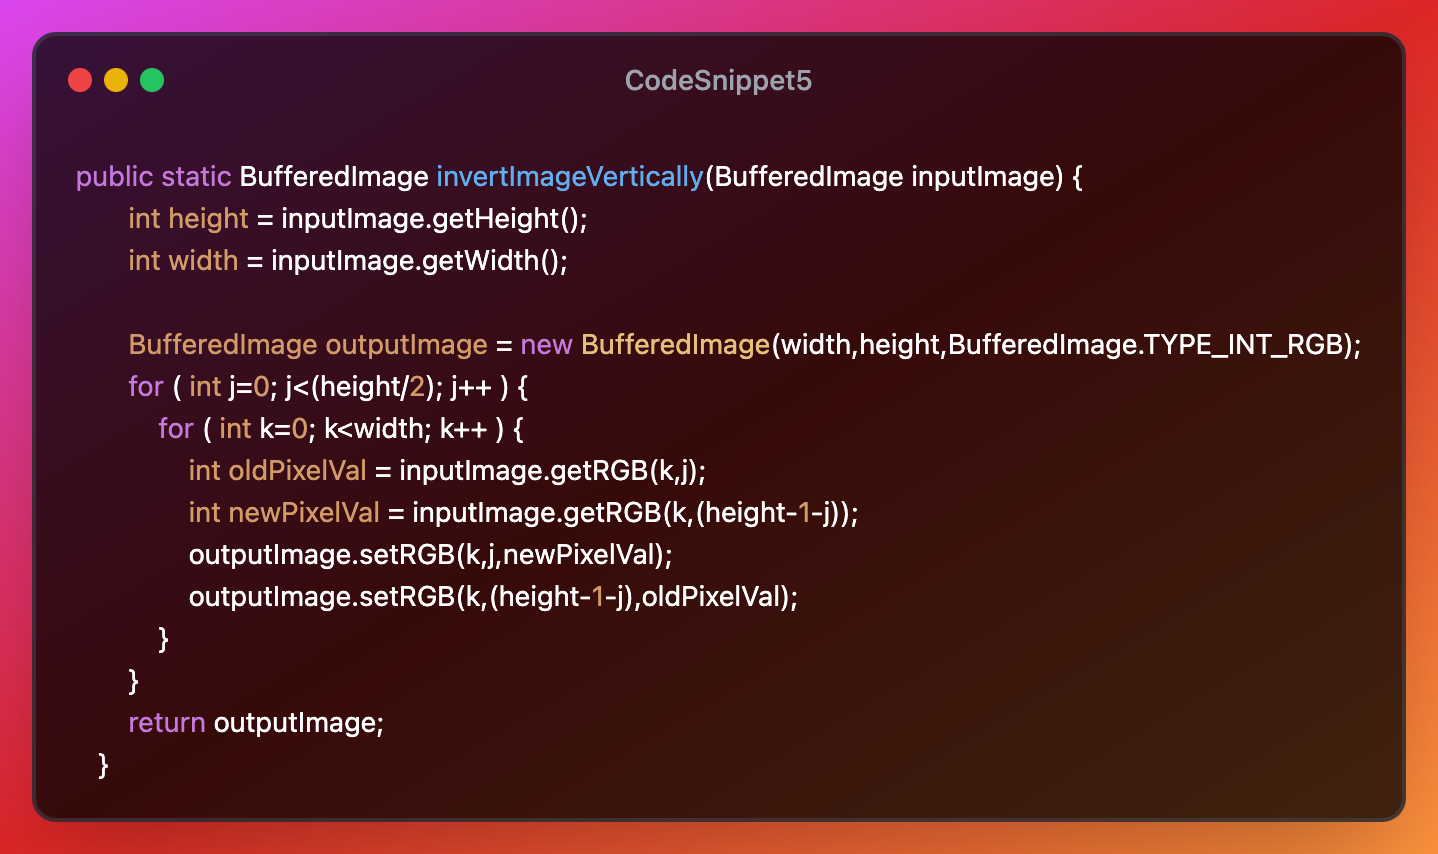 CodeSnippet5
public static BufferedImage invertImageVertically(BufferedImage inputImage) {
int height = inputImage.getHeight();
int width = inputImage.getWidth();
BufferedImage outputImage = new BufferedImage(width,height,BufferedImage.TYPE_INT_RGB);
for ( int j=0; j<(height/2); j++ ) {
for ( int k=0; k<width; k++ ) {
int oldPixelVal = inputImage.getRGB(k,j);
int newPixelVal = inputImage.getRGB(k,(height-1-j));
outputImage.setRGB(k,j,newPixelVal);
outputImage.setRGB(k,(height-1-j),oldPixelVal);
}
}
return outputImage;
}